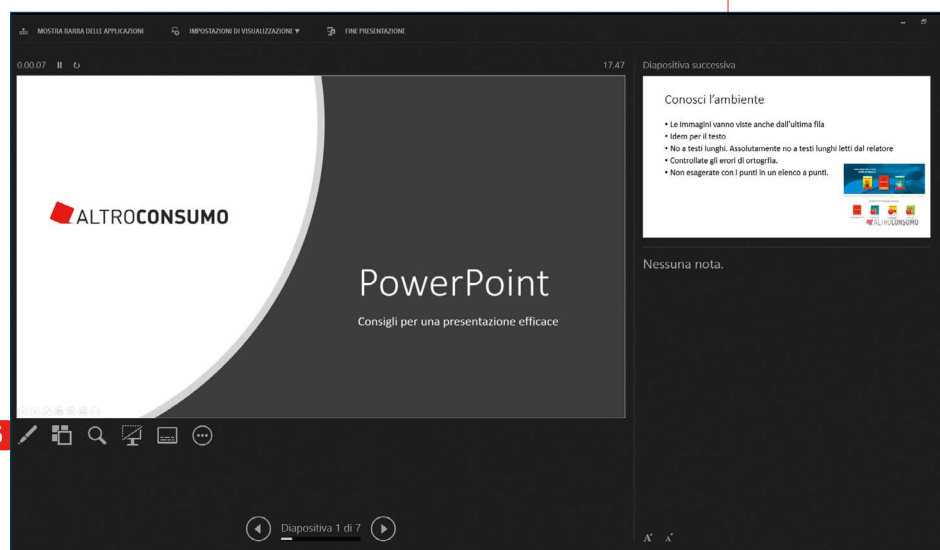 MOSTRA BARRA DELLE APPLICAZIONI
IMPOSTAZIONI DI VISUALIZZAZIONE ▼
FINE PRESENTAZIONE
0.00.07
17.47
ALTROCONSUMO
PowerPoint
Consigli per una presentazione efficace
Diapositiva 1 di 7
Diapositiva successiva
Conosci l'ambiente
• Le immagini vanno viste anche dall'ultima fila
• Idem per il testo
• No a testi lunghi. Assolutamente no a testi lunghi letti dal relatore
• Controllate gli erori di ortogrfia.
• Non esagerate con i punti in un elenco a punti.
ALTROCONSUMO
Nessuna nota.
A A